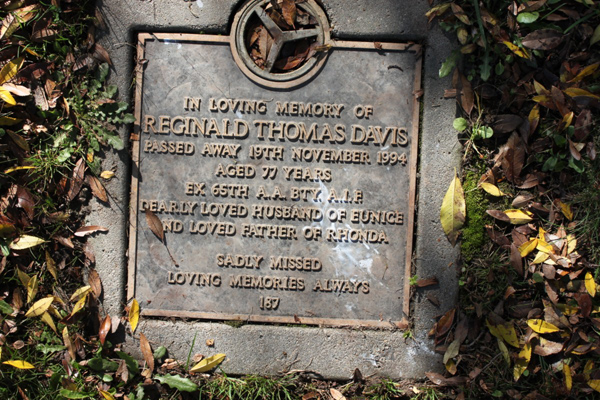 IN LOVING MEMORY OF
REGINALD THOMAS DAVIS
PASSED AWAY 19TH NOVEMBER 1994
AGED 77 YEARS
EX 65TH A.A. BTY. A.I.F.
DEARLY LOVED HUSBAND OF EUNICE
AND LOVED FATHER OF RHONDA
SADLY MISSED
LOVING MEMORIES ALWAYS
187